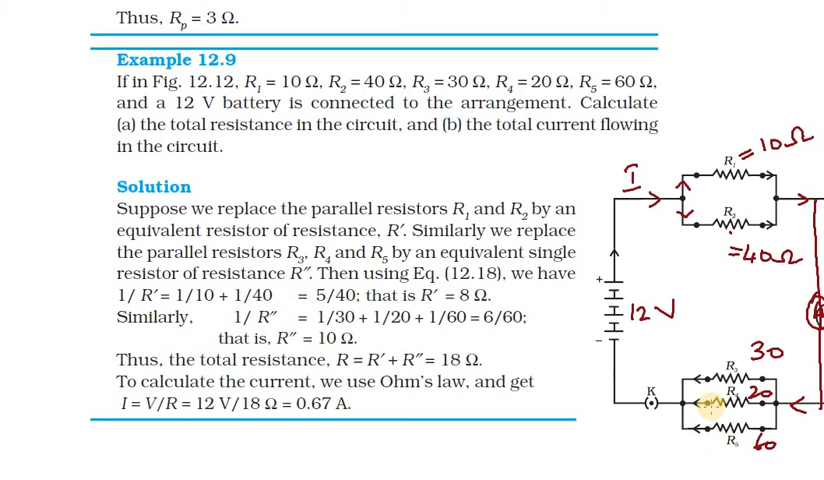 Thus, Rp = 3 Ω.
Example 12.9
If in Fig. 12.12, R1 = 10 Ω, R2 = 40 Ω, R3 = 30 Ω, R4 = 20 Ω, R5 = 60 Ω,
and a 12 V battery is connected to the arrangement. Calculate
(a) the total resistance in the circuit, and (b) the total current flowing
in the circuit.
Solution
Suppose we replace the parallel resistors R1 and R2 by an
equivalent resistor of resistance, R′. Similarly we replace
the parallel resistors R3, R4 and R5 by an equivalent single
resistor of resistance R″. Then using Eq. (12.18), we have
1/ R′ = 1/10 + 1/40 = 5/40; that is R′ = 8 Ω.
Similarly, 1/ R″ = 1/30 + 1/20 + 1/60 = 6/60;
that is, R″ = 10 Ω.
Thus, the total resistance, R = R′ + R″ = 18 Ω.
To calculate the current, we use Ohm's law, and get
I = V/R = 12 V/18 Ω = 0.67 A.
R1 = 10 Ω
I
R2
= 40 Ω
+
12 V
–
30
R3
K
R4 20
R5 60